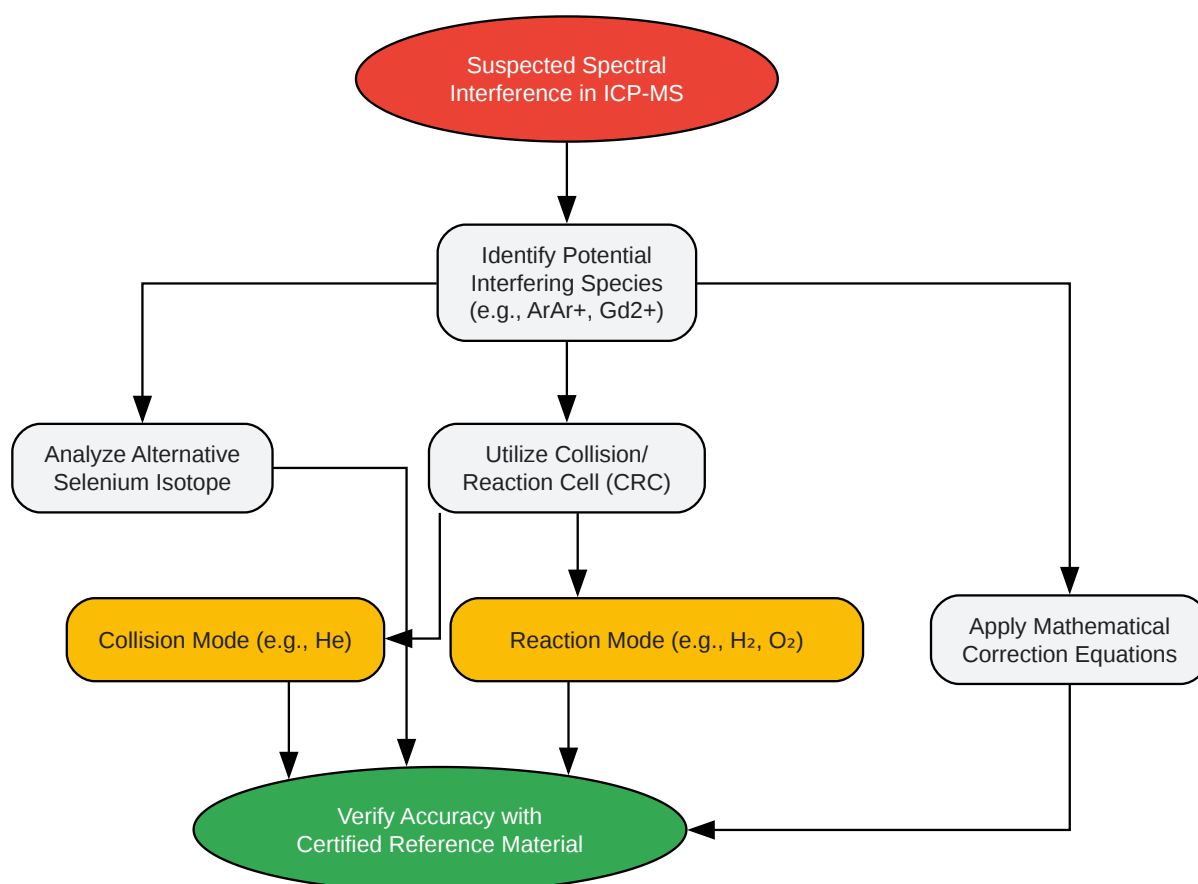 Suspected Spectral
Interference in ICP-MS
Identify Potential
Interfering Species
(e.g., ArAr+, Gd2+)
Analyze Alternative
Selenium Isotope
Utilize Collision/
Reaction Cell (CRC)
Collision Mode (e.g., He)
Reaction Mode (e.g., H₂, O₂)
Apply Mathematical
Correction Equations
Verify Accuracy with
Certified Reference Material